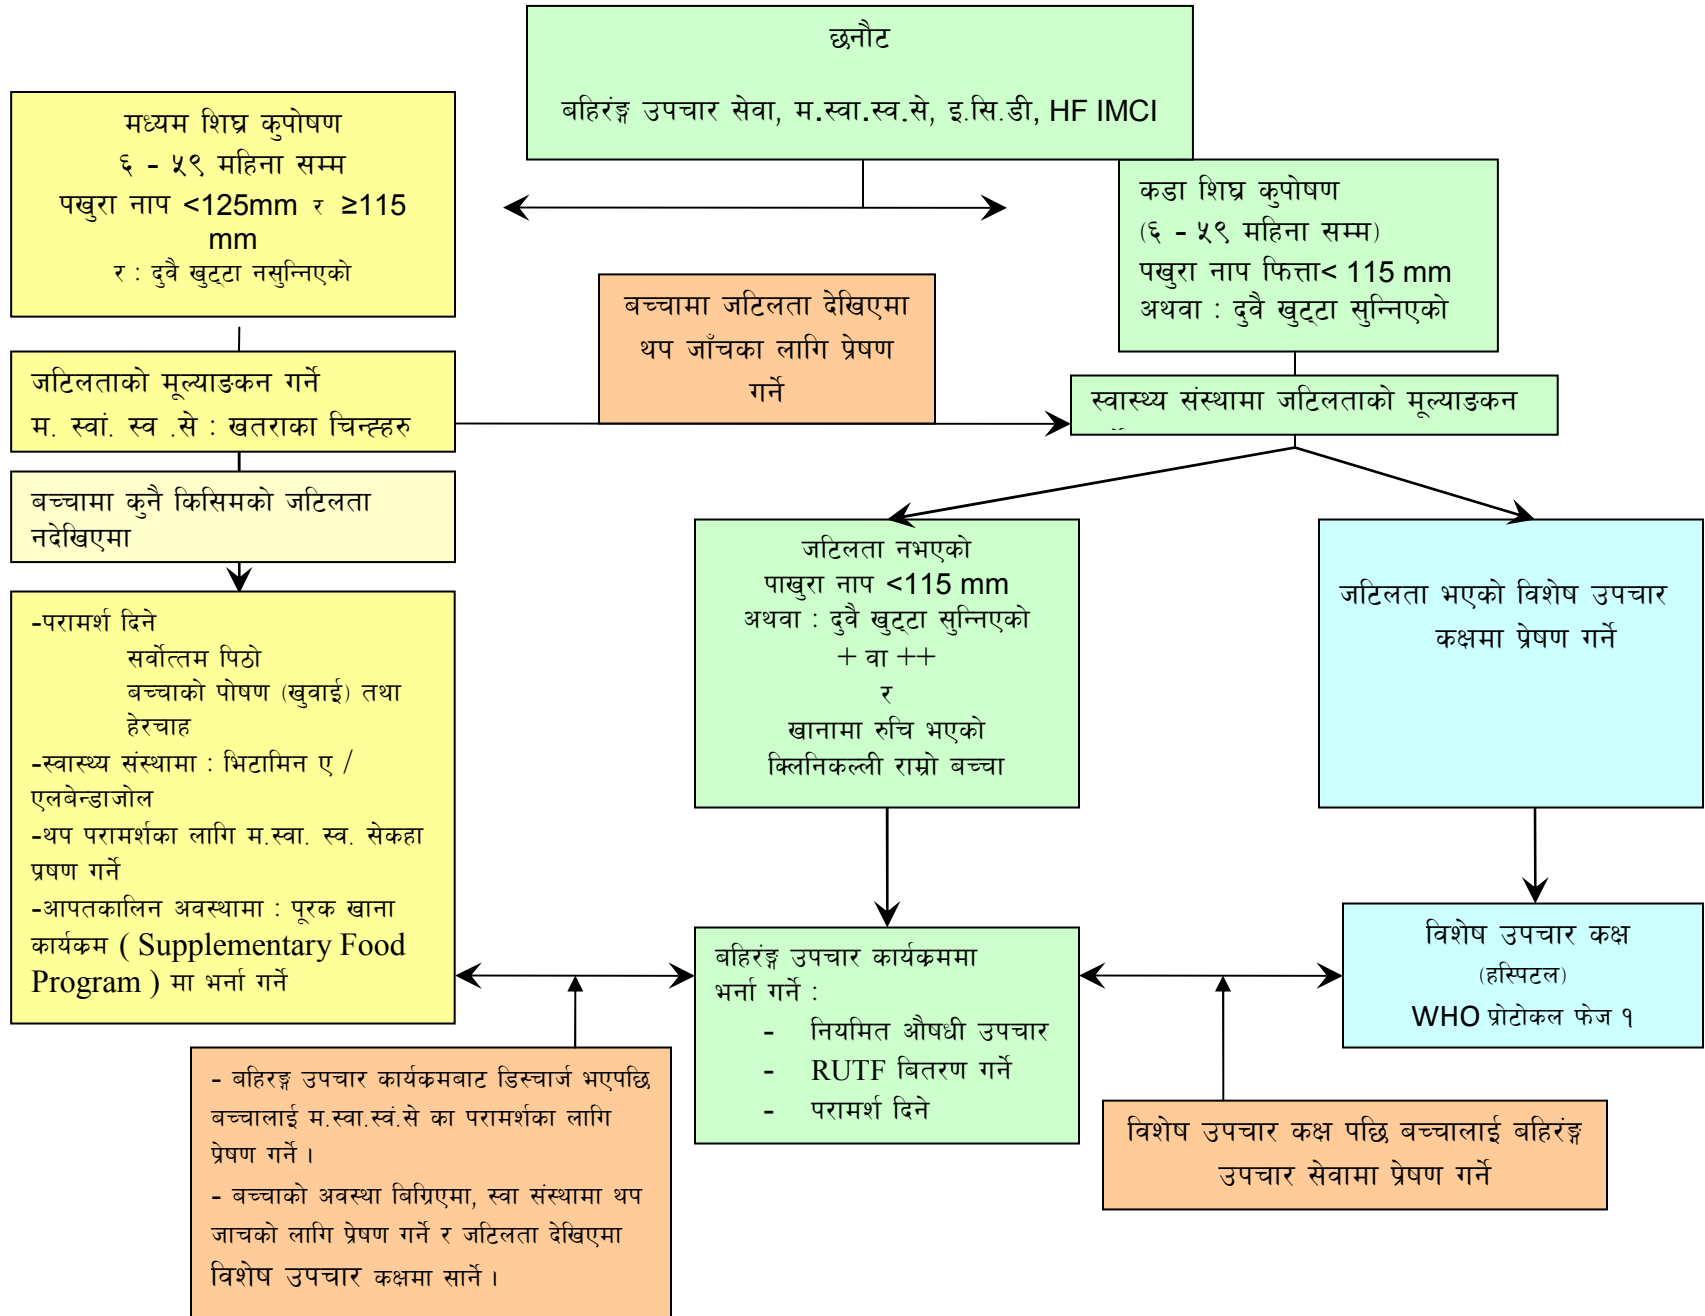 छनौट
बहिरंङ्ग उपचार सेवा, म.स्वा.स्व.से, इ.सि.डी, HF IMCI
मध्यम शिघ्र कुपोषण
६ - ५९ महिना सम्म
पखुरा नाप <125mm र ≥115
mm
र : दुवै खुट्टा नसुन्निएको
कडा शिघ्र कुपोषण
(६ - ५९ महिना सम्म)
पखुरा नाप फित्ता< 115 mm
अथवा : दुवै खुट्टा सुन्निएको
बच्चामा जटिलता देखिएमा
थप जाँचका लागि प्रेषण
गर्ने
जटिलताको मूल्याङकन गर्ने
म. स्वां. स्व .से : खतराका चिन्हहरु
स्वास्थ्य संस्थामा जटिलताको मूल्याङकन
बच्चामा कुनै किसिमको जटिलता
नदेखिएमा
जटिलता नभएको
पाखुरा नाप <115 mm
अथवा : दुवै खुट्टा सुन्निएको
+ वा ++
र
खानामा रुचि भएको
क्लिनिकल्ली राम्रो बच्चा
जटिलता भएको विशेष उपचार
कक्षमा प्रेषण गर्ने
-परामर्श दिने
सर्वोत्तम पिठो
बच्चाको पोषण (खुवाई) तथा
हेरचाह
-स्वास्थ्य संस्थामा : भिटामिन ए /
एलबेन्डाजोल
-थप परामर्शका लागि म.स्वा. स्व. सेकहा
प्रषण गर्ने
-आपतकालिन अवस्थामा : पूरक खाना
कार्यक्रम ( Supplementary Food
Program ) मा भर्ना गर्ने
बहिरंङ्ग उपचार कार्यक्रममा
भर्ना गर्ने :
- नियमित औषधी उपचार
- RUTF बितरण गर्ने
- परामर्श दिने
विशेष उपचार कक्ष
(हस्पिटल)
WHO प्रोटोकल फेज १
- बहिरङ्ग उपचार कार्यक्रमबाट डिस्चार्ज भएपछि
बच्चालाई म.स्वा.स्वं.से का परामर्शका लागि
प्रेषण गर्ने ।
- बच्चाको अवस्था बिग्रिएमा, स्वा संस्थामा थप
जाचको लागि प्रेषण गर्ने र जटिलता देखिएमा
विशेष उपचार कक्षमा सार्ने ।
विशेष उपचार कक्ष पछि बच्चालाई बहिरंङ्ग
उपचार सेवामा प्रेषण गर्ने